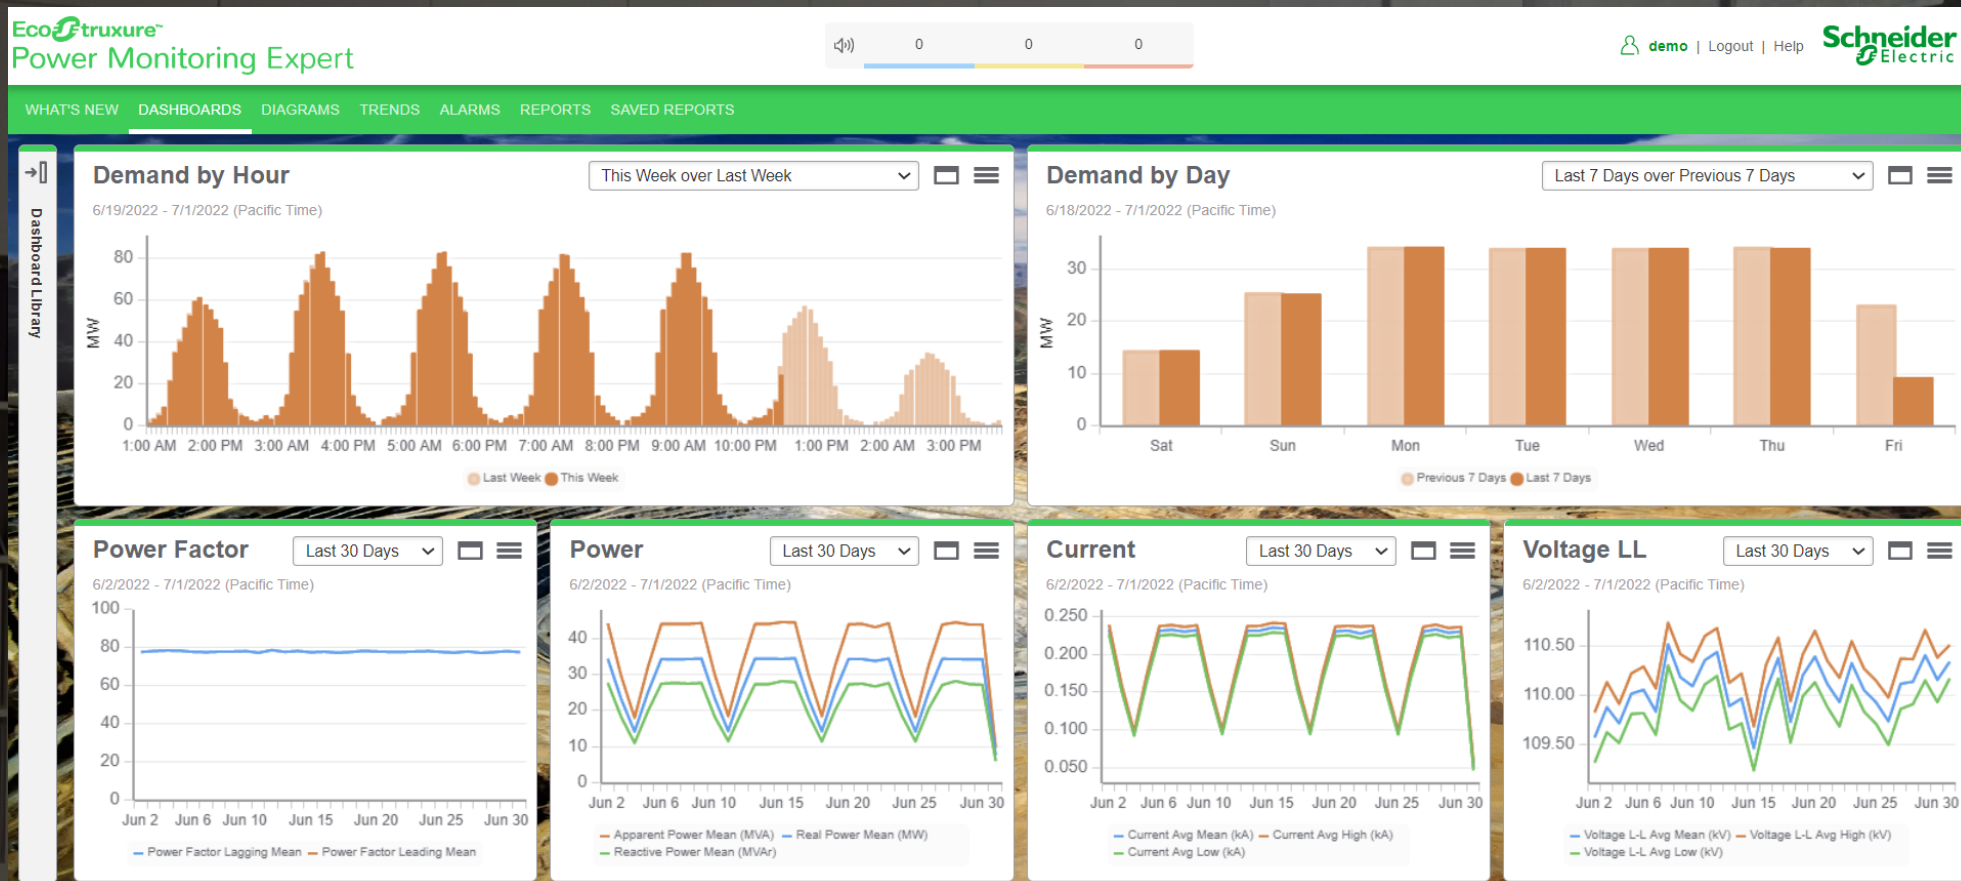 EcoStruxure™
Power Monitoring Expert
0 0 0
demo | Logout | Help
Schneider
Electric
WHAT'S NEW DASHBOARDS DIAGRAMS TRENDS ALARMS REPORTS SAVED REPORTS
Dashboard Library
Demand by Hour
This Week over Last Week
6/19/2022 - 7/1/2022 (Pacific Time)
MW
80
60
40
20
0
1:00 AM 2:00 PM 3:00 AM 4:00 PM 5:00 AM 6:00 PM 7:00 AM 8:00 PM 9:00 AM 10:00 PM 1:00 PM 2:00 AM 3:00 PM
Last Week This Week
Demand by Day
Last 7 Days over Previous 7 Days
6/18/2022 - 7/1/2022 (Pacific Time)
MW
30
20
10
0
Sat Sun Mon Tue Wed Thu Fri
Previous 7 Days Last 7 Days
Power Factor
Last 30 Days
6/2/2022 - 7/1/2022 (Pacific Time)
100
80
60
40
20
0
Jun 2 Jun 6 Jun 10 Jun 15 Jun 20 Jun 25 Jun 30
Power Factor Lagging Mean Power Factor Leading Mean
Power
Last 30 Days
6/2/2022 - 7/1/2022 (Pacific Time)
40
30
20
10
0
Jun 2 Jun 6 Jun 10 Jun 15 Jun 20 Jun 25 Jun 30
Apparent Power Mean (MVA) Real Power Mean (MW)
Reactive Power Mean (MVAr)
Current
Last 30 Days
6/2/2022 - 7/1/2022 (Pacific Time)
0.250
0.200
0.150
0.100
0.050
Jun 2 Jun 6 Jun 10 Jun 15 Jun 20 Jun 25 Jun 30
Current Avg Mean (kA) Current Avg High (kA)
Current Avg Low (kA)
Voltage LL
Last 30 Days
6/2/2022 - 7/1/2022 (Pacific Time)
110.50
110.00
109.50
Jun 2 Jun 6 Jun 10 Jun 15 Jun 20 Jun 25 Jun 30
Voltage L-L Avg Mean (kV) Voltage L-L Avg High (kV)
Voltage L-L Avg Low (kV)